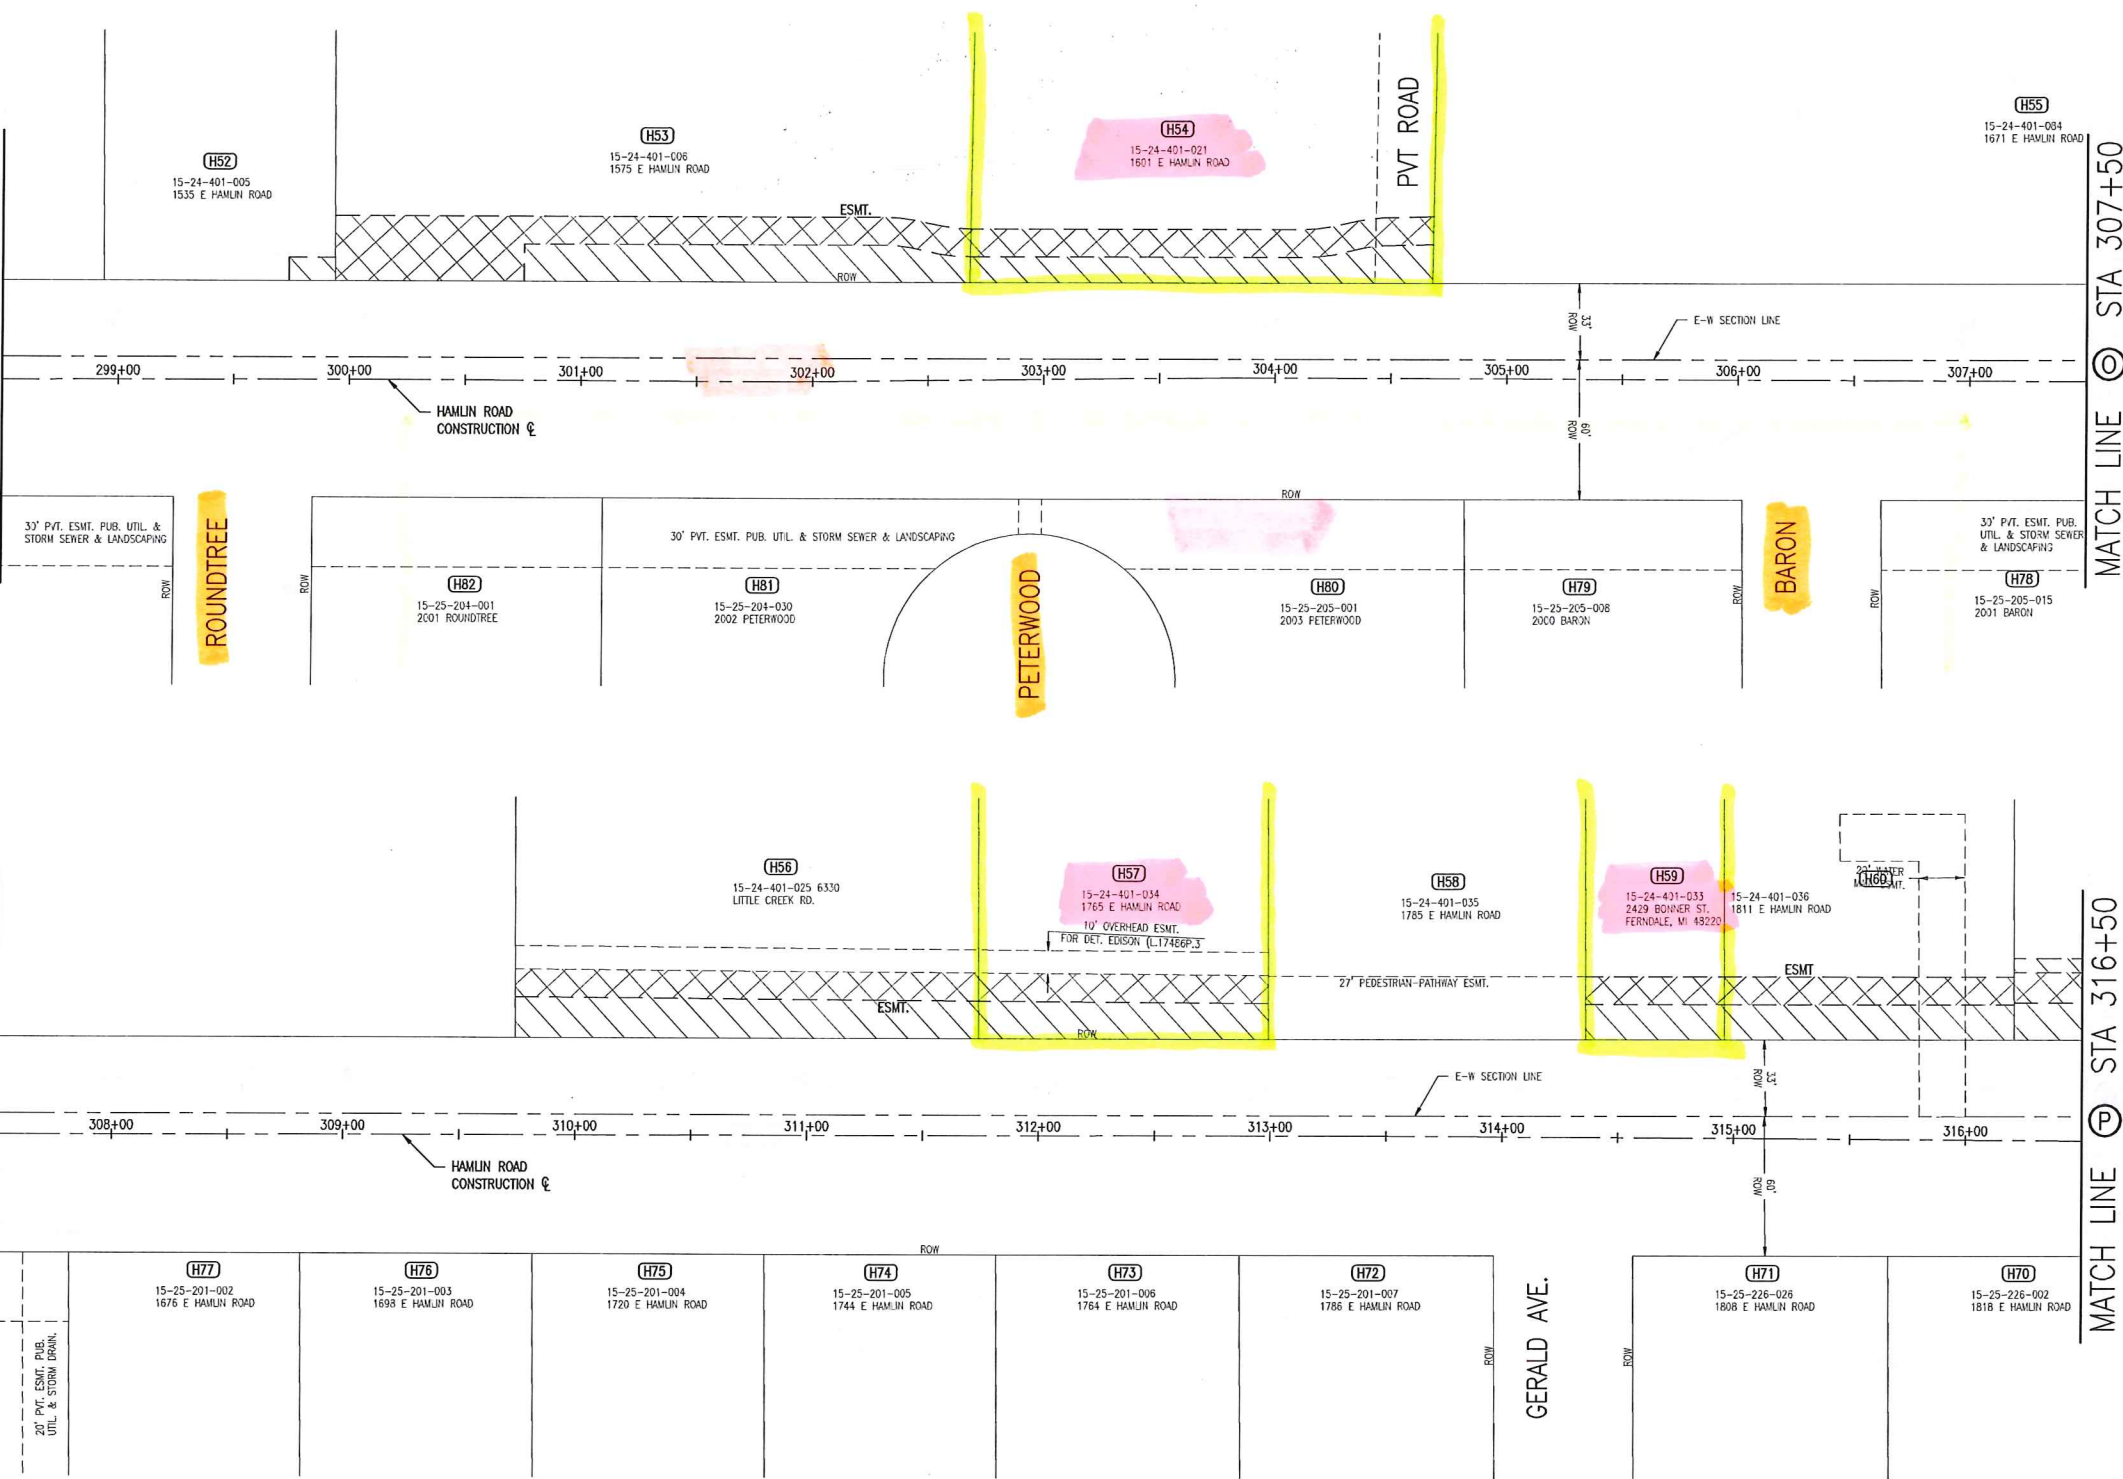 H52
15-24-401-005
1535 E HAMLIN ROAD
H53
15-24-401-006
1575 E HAMLIN ROAD
H54
15-24-401-021
1601 E HAMLIN ROAD
PVT ROAD
H55
15-24-401-084
1671 E HAMLIN ROAD
ESMT.
ROW
33'
ROW
E-W SECTION LINE
299+00
300+00
301+00
302+00
303+00
304+00
305+00
306+00
307+00
HAMLIN ROAD
CONSTRUCTION ℄
60'
ROW
MATCH LINE O STA 307+50
ROW
30' PVT. ESMT. PUB. UTIL. &
STORM SEWER & LANDSCAPING
ROW
ROUNDTREE
ROW
30' PVT. ESMT. PUB. UTIL. & STORM SEWER & LANDSCAPING
H82
15-25-204-001
2001 ROUNDTREE
H81
15-25-204-030
2002 PETERWOOD
PETERWOOD
H80
15-25-205-001
2003 PETERWOOD
H79
15-25-205-008
2000 BARON
ROW
BARON
ROW
30' PVT. ESMT. PUB.
UTIL. & STORM SEWER
& LANDSCAPING
H78
15-25-205-015
2001 BARON
H56
15-24-401-025 6330
LITTLE CREEK RD.
H57
15-24-401-034
1765 E HAMLIN ROAD
10' OVERHEAD ESMT.
FOR DET. EDISON (L.17486P.3
H58
15-24-401-035
1785 E HAMLIN ROAD
H59
15-24-401-033
2429 BONNER ST.
FERNDALE, MI 48220
H60
15-24-401-036
1811 E HAMLIN ROAD
20' WATER
ESMT.
27' PEDESTRIAN-PATHWAY ESMT.
ESMT
ESMT.
ROW
E-W SECTION LINE
33'
ROW
308+00
309+00
310+00
311+00
312+00
313+00
314+00
315+00
316+00
HAMLIN ROAD
CONSTRUCTION ℄
60'
ROW
MATCH LINE P STA 316+50
ROW
20' PVT. ESMT. PUB.
UTIL. & STORM DRAIN.
H77
15-25-201-002
1676 E HAMLIN ROAD
H76
15-25-201-003
1698 E HAMLIN ROAD
H75
15-25-201-004
1720 E HAMLIN ROAD
H74
15-25-201-005
1744 E HAMLIN ROAD
H73
15-25-201-006
1764 E HAMLIN ROAD
H72
15-25-201-007
1786 E HAMLIN ROAD
ROW
GERALD AVE.
ROW
H71
15-25-226-026
1808 E HAMLIN ROAD
H70
15-25-226-002
1818 E HAMLIN ROAD